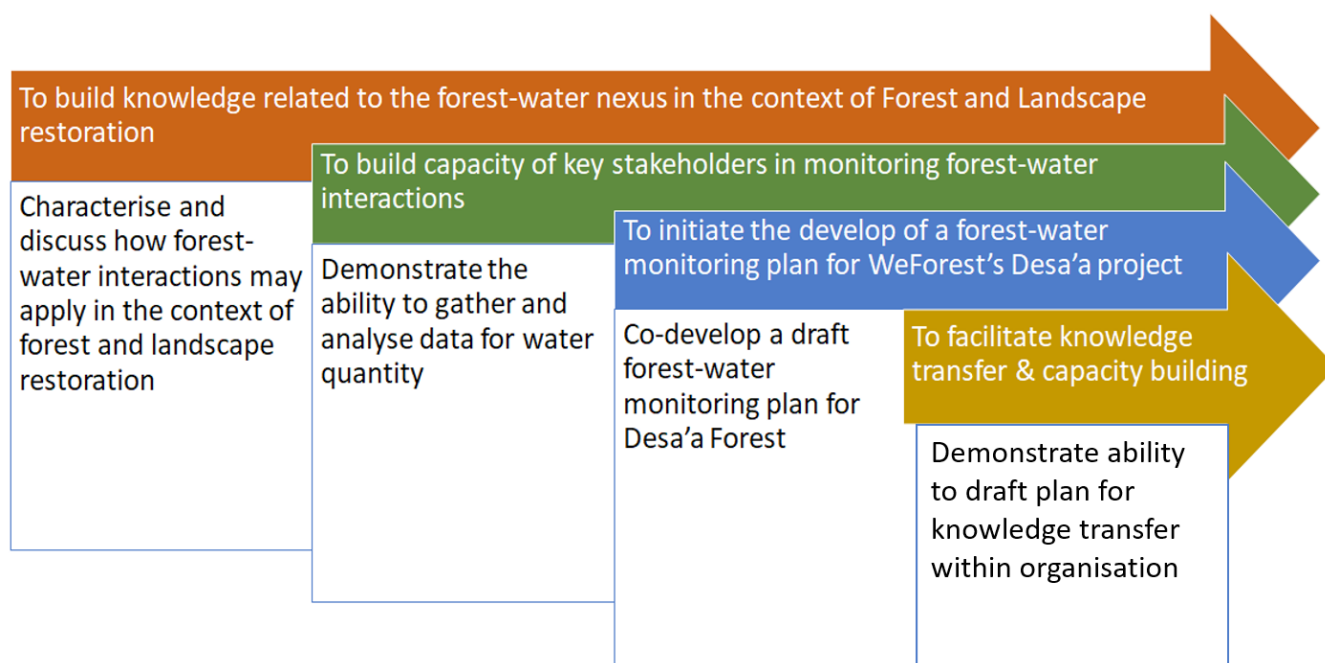 To build knowledge related to the forest-water nexus in the context of Forest and Landscape
restoration
Characterise and
discuss how forest-
water interactions may
apply in the context of
forest and landscape
restoration
To build capacity of key stakeholders in monitoring forest-water
interactions
Demonstrate the
ability to gather and
analyse data for water
quantity
To initiate the develop of a forest-water
monitoring plan for WeForest’s Desa’a project
Co-develop a draft
forest-water
monitoring plan for
Desa’a Forest
To facilitate knowledge
transfer & capacity building
Demonstrate ability
to draft plan for
knowledge transfer
within organisation